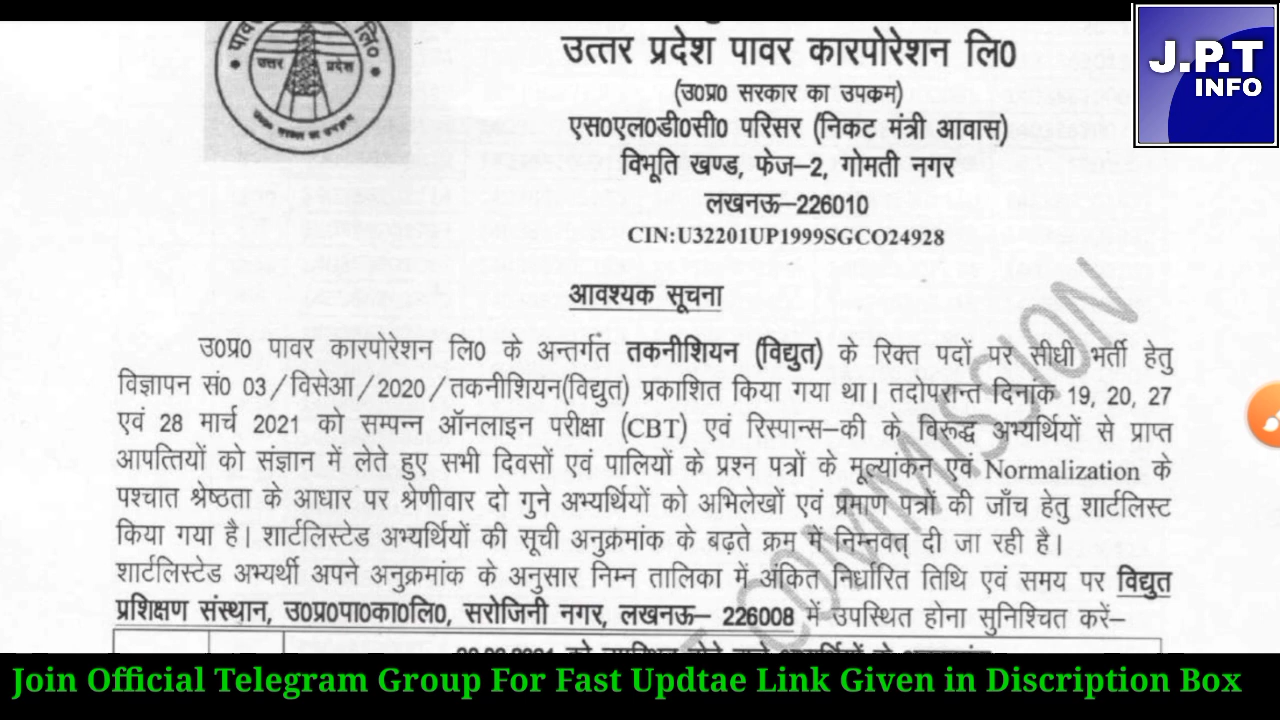 उत्तर प्रदेश
उत्तर प्रदेश पावर कारपोरेशन लि0
J.P.T
INFO
(उ0प्र0 सरकार का उपकम)
एस0एल0डी0सी0 परिसर (निकट मंत्री आवास)
विभूति खण्ड, फेज–2, गोमती नगर
लखनऊ–226010
CIN:U32201UP1999SGCO24928
आवश्यक सूचना
उ0प्र0 पावर कारपोरेशन लि0 के अन्तर्गत तकनीशियन (विद्युत) के रिक्त पदों पर सीधी भर्ती हेतु
विज्ञापन सं0 03/विसेआ/2020/तकनीशियन(विद्युत) प्रकाशित किया गया था। तदोपरान्त दिनांक 19, 20, 27
एवं 28 मार्च 2021 को सम्पन्न ऑनलाइन परीक्षा (CBT) एवं रिस्पान्स–की के विरूद्ध अभ्यर्थियों से प्राप्त
आपत्तियों को संज्ञान में लेते हुए सभी दिवसों एवं पालियों के प्रश्न पत्रों के मूल्यांकन एवं Normalization के
पश्चात श्रेष्ठता के आधार पर श्रेणीवार दो गुने अभ्यर्थियों को अभिलेखों एवं प्रमाण पत्रों की जाँच हेतु शार्टलिस्ट
किया गया है। शार्टलिस्टेड अभ्यर्थियों की सूची अनुक्रमांक के बढ़ते क्रम में निम्नवत् दी जा रही है।
शार्टलिस्टेड अभ्यर्थी अपने अनुक्रमांक के अनुसार निम्न तालिका में अंकित निर्धारित तिथि एवं समय पर विद्युत
प्रशिक्षण संस्थान, उ0प्र0पा0का0लि0, सरोजिनी नगर, लखनऊ– 226008 में उपस्थित होना सुनिश्चित करें–
COMMISSION
Join Official Telegram Group For Fast Updtae Link Given in Discription Box